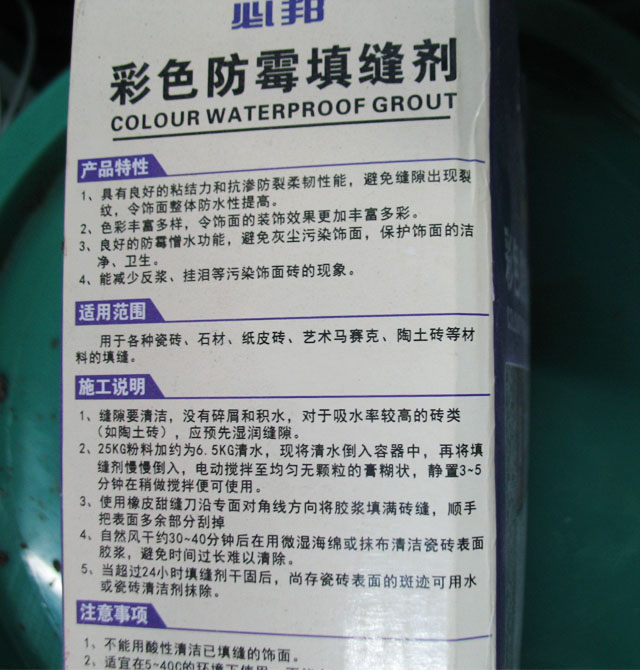 必邦
彩色防霉填缝剂
COLOUR WATERPROOF GROUT
产品特性
1、具有良好的粘结力和抗渗防裂柔韧性能，避免缝隙出现裂
纹，令饰面整体防水性提高。
2、色彩丰富多样，令饰面的装饰效果更加丰富多彩。
3、良好的防霉憎水功能，避免灰尘污染饰面，保护饰面的洁
净、卫生。
4、能减少反浆、挂泪等污染饰面砖的现象。
适用范围
用于各种瓷砖、石材、纸皮砖、艺术马赛克、陶土砖等材
料的填缝。
施工说明
1、缝隙要清洁，没有碎屑和积水，对于吸水率较高的砖类
（如陶土砖），应预先湿润缝隙。
2、25KG粉料加约为6.5KG清水，现将清水倒入容器中，再将填
缝剂慢慢倒入，电动搅拌至均匀无颗粒的膏糊状，静置3~5
分钟在稍做搅拌便可使用。
3、使用橡皮甜缝刀沿专面对角线方向将胶浆填满砖缝，顺手
把表面多余部分刮掉
4、自然风干约30~40分钟后在用微湿海绵或抹布清洁瓷砖表面
胶浆，避免时间过长难以清除。
5、当超过24小时填缝剂干固后，尚存瓷砖表面的斑迹可用水
或瓷砖清洁剂抹除。
注意事项
1、不能用酸性清洁已填缝的饰面。
2、适宜在5~40C的环境下使用